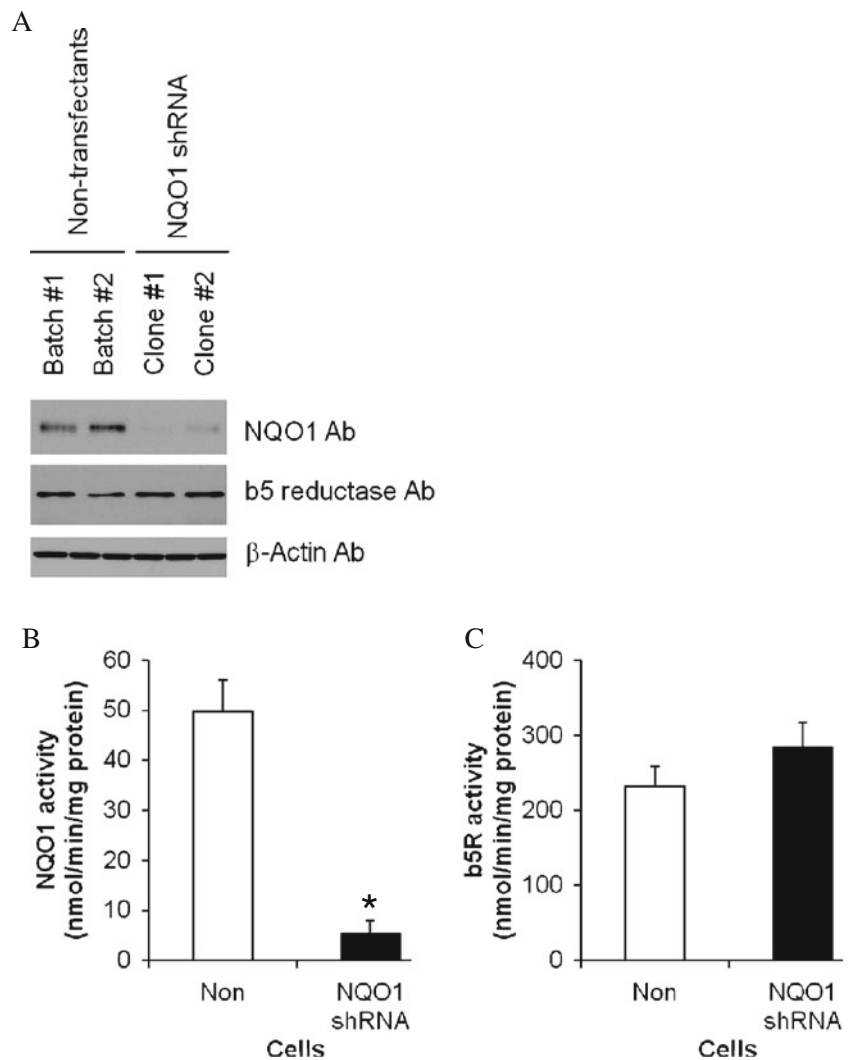 A
Non-transfectants
NQO1 shRNA
Batch #1
Batch #2
Clone #1
Clone #2
NQO1 Ab
b5 reductase Ab
β-Actin Ab
B
NQO1 activity
(nmol/min/mg protein)
60
50
40
30
20
10
0
*
Non
NQO1
shRNA
Cells
C
b5R activity
(nmol/min/mg protein)
400
300
200
100
0
Non
NQO1
shRNA
Cells